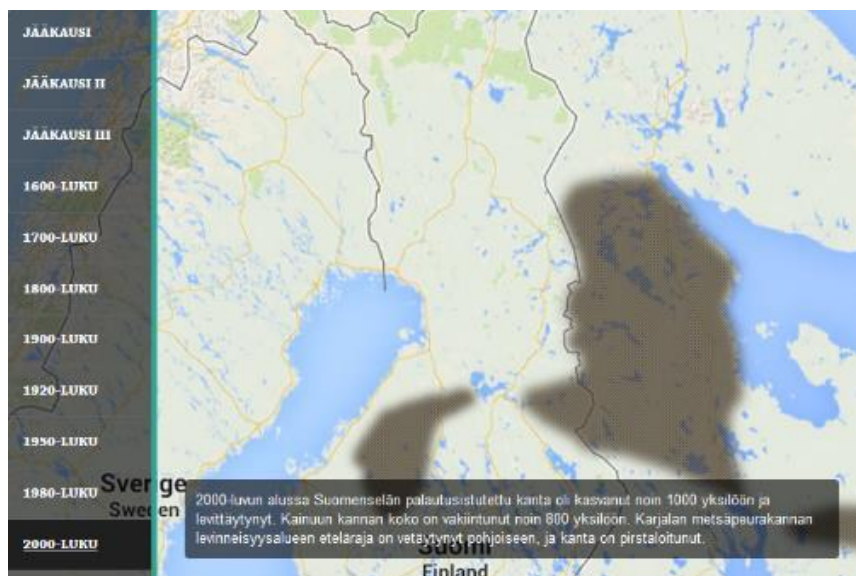 JÄÄKAUSI
JÄÄKAUSI II
JÄÄKAUSI III
1600-LUKU
1700-LUKU
1800-LUKU
1900-LUKU
1920-LUKU
1950-LUKU
1980-LUKU
2000-LUKU
Sverige
Sweden
2000-luvun alussa Suomenselän palautusistutettu kanta oli kasvanut noin 1000 yksilöön ja
levittäytynyt. Kainuun kannan koko on vakiintunut noin 800 yksilöön. Karjalan metsäpeurakannan
levinneisyysalueen eteläraja on vetäytynyt pohjoiseen, ja kanta on pirstaloitunut.
Suomi
Finland